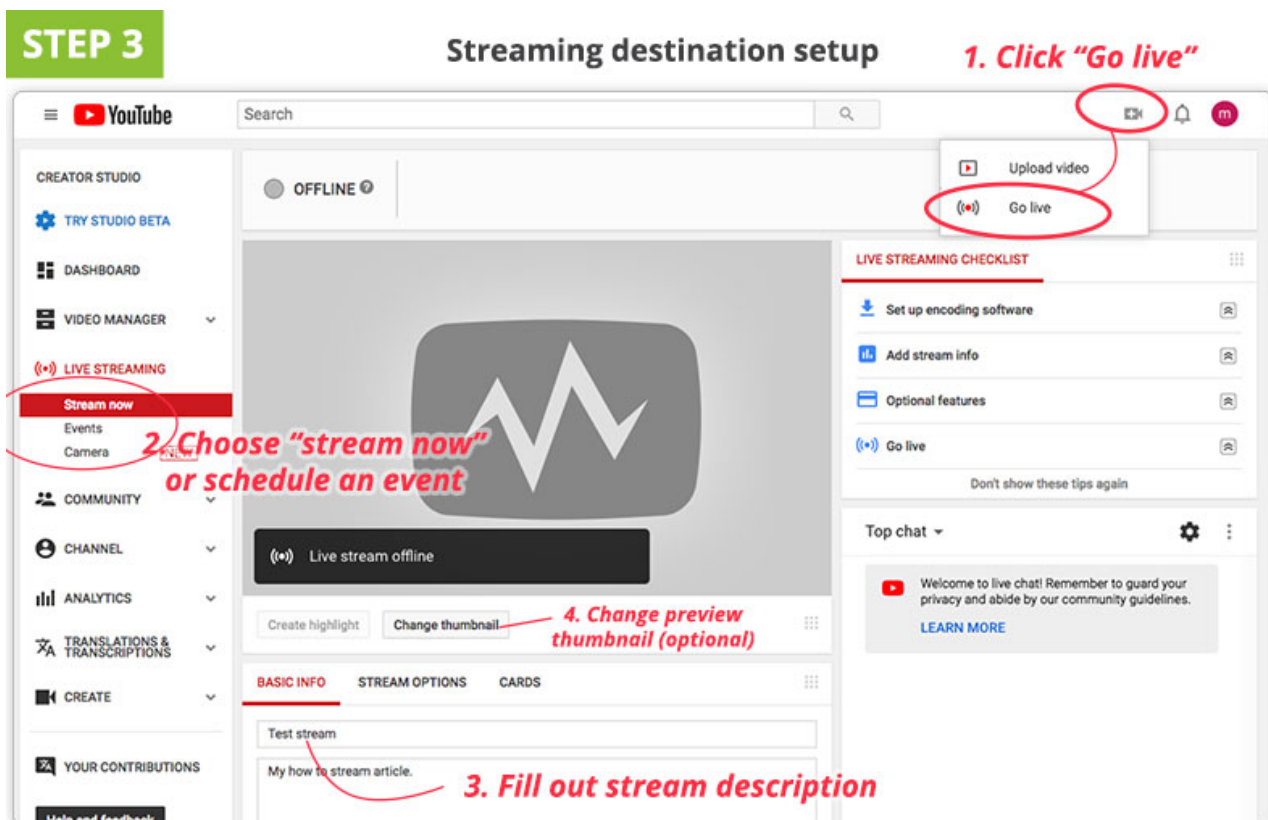 STEP 3
Streaming destination setup
1. Click “Go live”
YouTube
Search
m
Upload video
Go live
CREATOR STUDIO
TRY STUDIO BETA
DASHBOARD
VIDEO MANAGER
LIVE STREAMING
Stream now
Events
Camera
NEW
COMMUNITY
CHANNEL
ANALYTICS
TRANSLATIONS &
TRANSCRIPTIONS
CREATE
YOUR CONTRIBUTIONS
Help and feedback
OFFLINE
2. Choose “stream now”
or schedule an event
Live stream offline
Create highlight
Change thumbnail
4. Change preview
thumbnail (optional)
BASIC INFO
STREAM OPTIONS
CARDS
Test stream
My how to stream article.
3. Fill out stream description
LIVE STREAMING CHECKLIST
Set up encoding software
Add stream info
Optional features
Go live
Don't show these tips again
Top chat
Welcome to live chat! Remember to guard your
privacy and abide by our community guidelines.
LEARN MORE